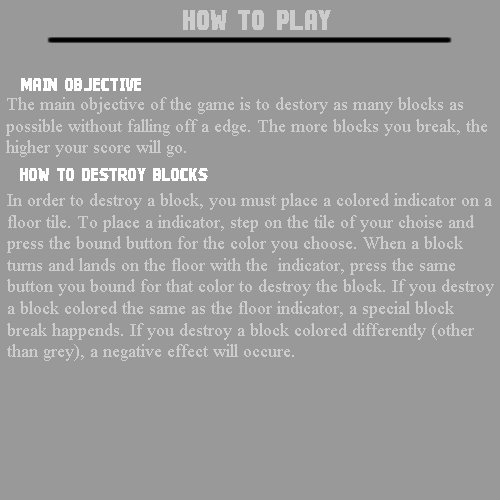 HOW TO PLAY
MAIN OBJECTIVE
The main objective of the game is to destory as many blocks as
possible without falling off a edge. The more blocks you break, the
higher your score will go.
HOW TO DESTROY BLOCKS
In order to destroy a block, you must place a colored indicator on a
floor tile. To place a indicator, step on the tile of your choise and
press the bound button for the color you choose. When a block
turns and lands on the floor with the  indicator, press the same
button you bound for that color to destroy the block. If you destroy
a block colored the same as the floor indicator, a special block
break happends. If you destroy a block colored differently (other
than grey), a negative effect will occure.